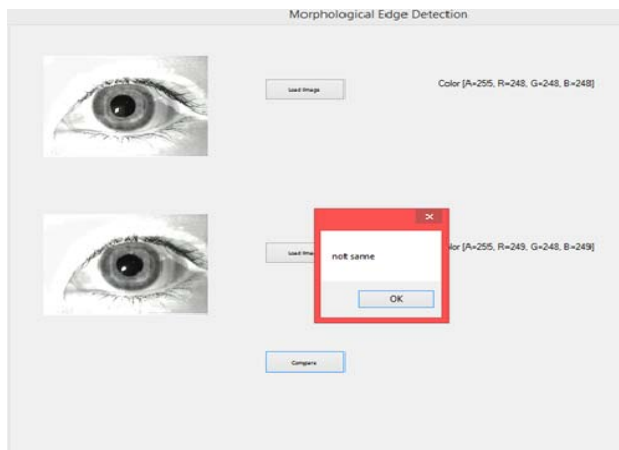 Morphological Edge Detection
Load Image
Color [A=255, R=248, G=248, B=248]
Load
lor [A=255, R=249, G=248, B=249]
not same
OK
Compare